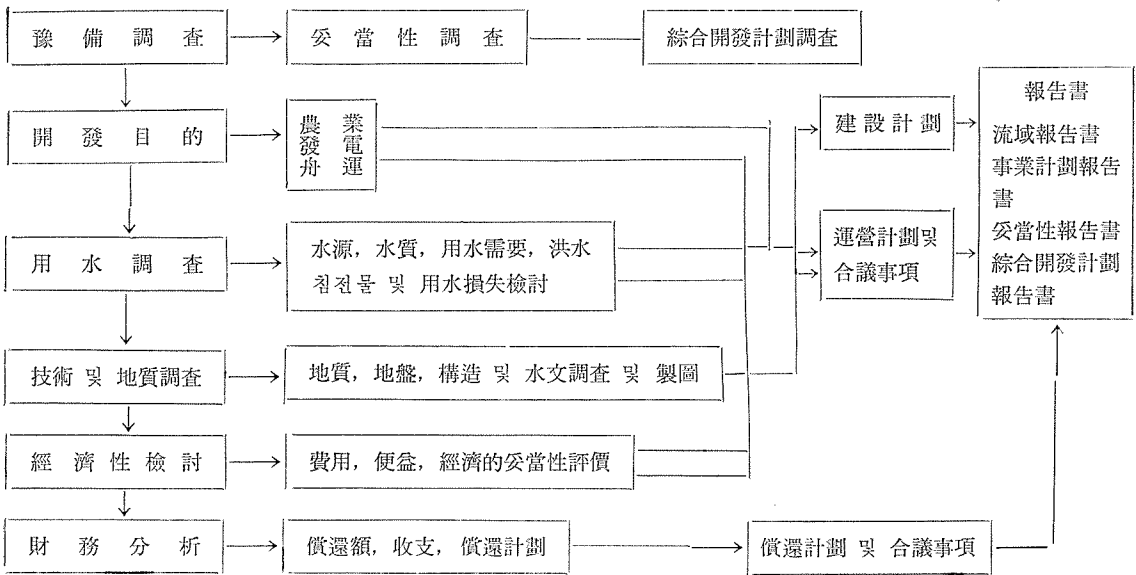 豫備調査
妥當性調査
綜合開發計劃調査
開發目的
農業
發電
舟運
建設計劃
報告書
流域報告書
事業計劃報告
書
妥當性報告書
綜合開發計劃
報告書
用水調査
水源, 水質, 用水需要, 洪水
침전물 및 用水損失檢討
運營計劃및
合議事項
技術 및 地質調査
地質, 地盤, 構造 및 水文調査 및 製圖
經濟性檢討
費用, 便益, 經濟的妥當性評價
財務分析
償還額, 收支, 償還計劃
償還計劃 및 合議事項